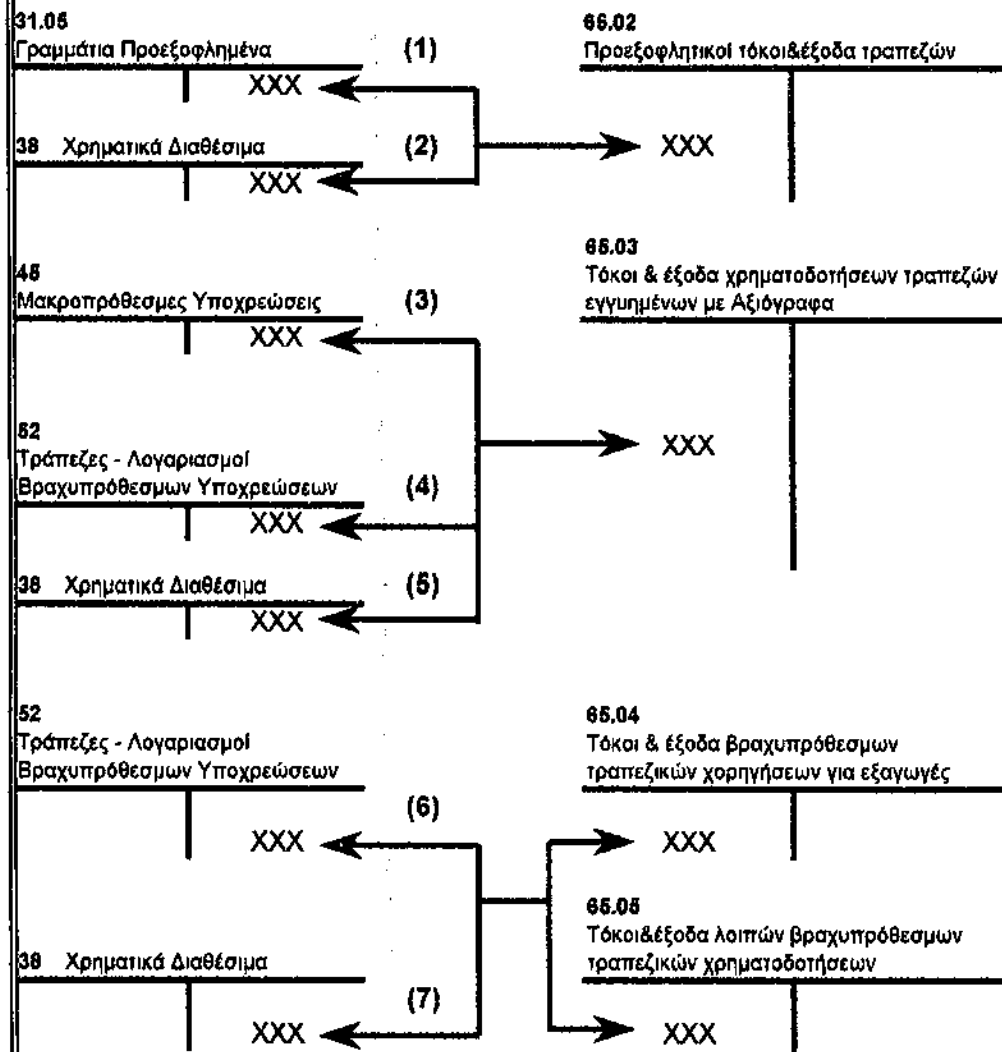 31.05
Γραμμάτια Προεξοφλημένα
(1)
65.02
Προεξοφλητικοί τόκοι&έξοδα τραπεζών
XXX
38 Χρηματικά Διαθέσιμα
(2)
XXX
XXX
45
Μακροπρόθεσμες Υποχρεώσεις
(3)
XXX
65.03
Τόκοι & έξοδα χρηματοδοτήσεων τραπεζών
εγγυημένων με Αξιόγραφα
XXX
52
Τράπεζες - Λογαριασμοί
Βραχυπρόθεσμων Υποχρεώσεων
(4)
XXX
38 Χρηματικά Διαθέσιμα
(5)
XXX
52
Τράπεζες - Λογαριασμοί
Βραχυπρόθεσμων Υποχρεώσεων
(6)
XXX
65.04
Τόκοι & έξοδα βραχυπρόθεσμων
τραπεζικών χορηγήσεων για εξαγωγές
XXX
38 Χρηματικά Διαθέσιμα
(7)
XXX
65.05
Τόκοι&έξοδα λοιπών βραχυπρόθεσμων
τραπεζικών χρηματοδοτήσεων
XXX